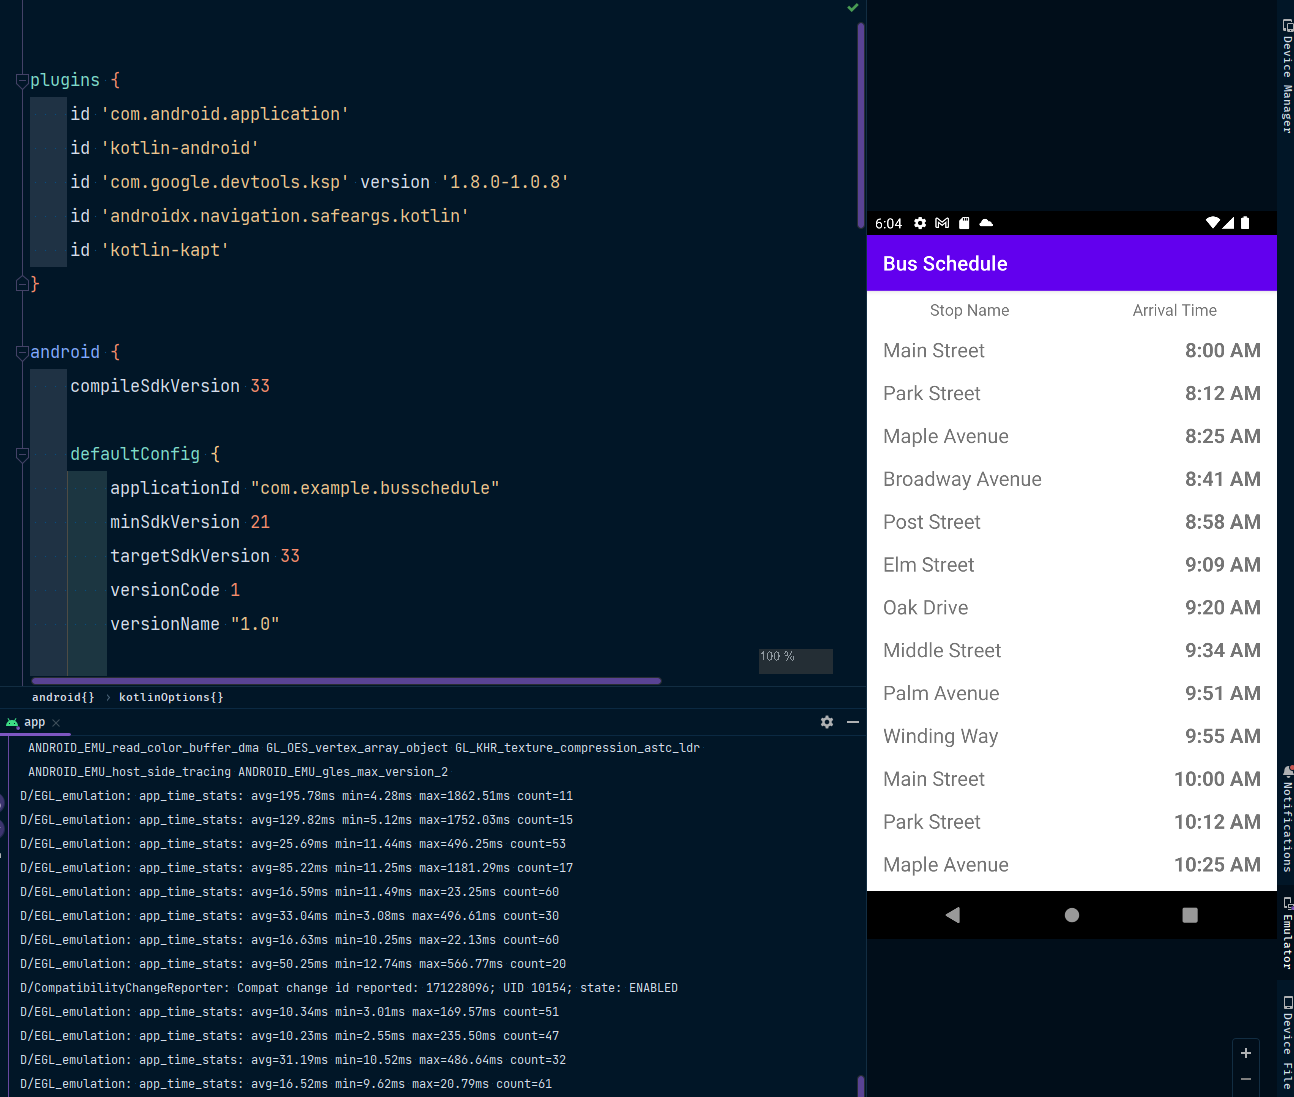 plugins {
id 'com.android.application'
id 'kotlin-android'
id 'com.google.devtools.ksp' version '1.8.0-1.0.8'
id 'androidx.navigation.safeargs.kotlin'
id 'kotlin-kapt'
}
android {
compileSdkVersion 33
defaultConfig {
applicationId "com.example.busschedule"
minSdkVersion 21
targetSdkVersion 33
versionCode 1
versionName "1.0"
100 %
android{} › kotlinOptions{}
app
ANDROID_EMU_read_color_buffer_dma GL_OES_vertex_array_object GL_KHR_texture_compression_astc_ldr
ANDROID_EMU_host_side_tracing ANDROID_EMU_gles_max_version_2
D/EGL_emulation: app_time_stats: avg=195.78ms min=4.28ms max=1862.51ms count=11
D/EGL_emulation: app_time_stats: avg=129.82ms min=5.12ms max=1752.03ms count=15
D/EGL_emulation: app_time_stats: avg=25.69ms min=11.44ms max=496.25ms count=53
D/EGL_emulation: app_time_stats: avg=85.22ms min=11.25ms max=1181.29ms count=17
D/EGL_emulation: app_time_stats: avg=16.59ms min=11.49ms max=23.25ms count=60
D/EGL_emulation: app_time_stats: avg=33.04ms min=3.08ms max=496.61ms count=30
D/EGL_emulation: app_time_stats: avg=16.63ms min=10.25ms max=22.13ms count=60
D/EGL_emulation: app_time_stats: avg=50.25ms min=12.74ms max=566.77ms count=20
D/CompatibilityChangeReporter: Compat change id reported: 171228096; UID 10154; state: ENABLED
D/EGL_emulation: app_time_stats: avg=10.34ms min=3.01ms max=169.57ms count=51
D/EGL_emulation: app_time_stats: avg=10.23ms min=2.55ms max=235.50ms count=47
D/EGL_emulation: app_time_stats: avg=31.19ms min=10.52ms max=486.64ms count=32
D/EGL_emulation: app_time_stats: avg=16.52ms min=9.62ms max=20.79ms count=61
6:04
Bus Schedule
Stop Name Arrival Time
Main Street 8:00 AM
Park Street 8:12 AM
Maple Avenue 8:25 AM
Broadway Avenue 8:41 AM
Post Street 8:58 AM
Elm Street 9:09 AM
Oak Drive 9:20 AM
Middle Street 9:34 AM
Palm Avenue 9:51 AM
Winding Way 9:55 AM
Main Street 10:00 AM
Park Street 10:12 AM
Maple Avenue 10:25 AM
Device Manager
Notifications
Emulator
Device File